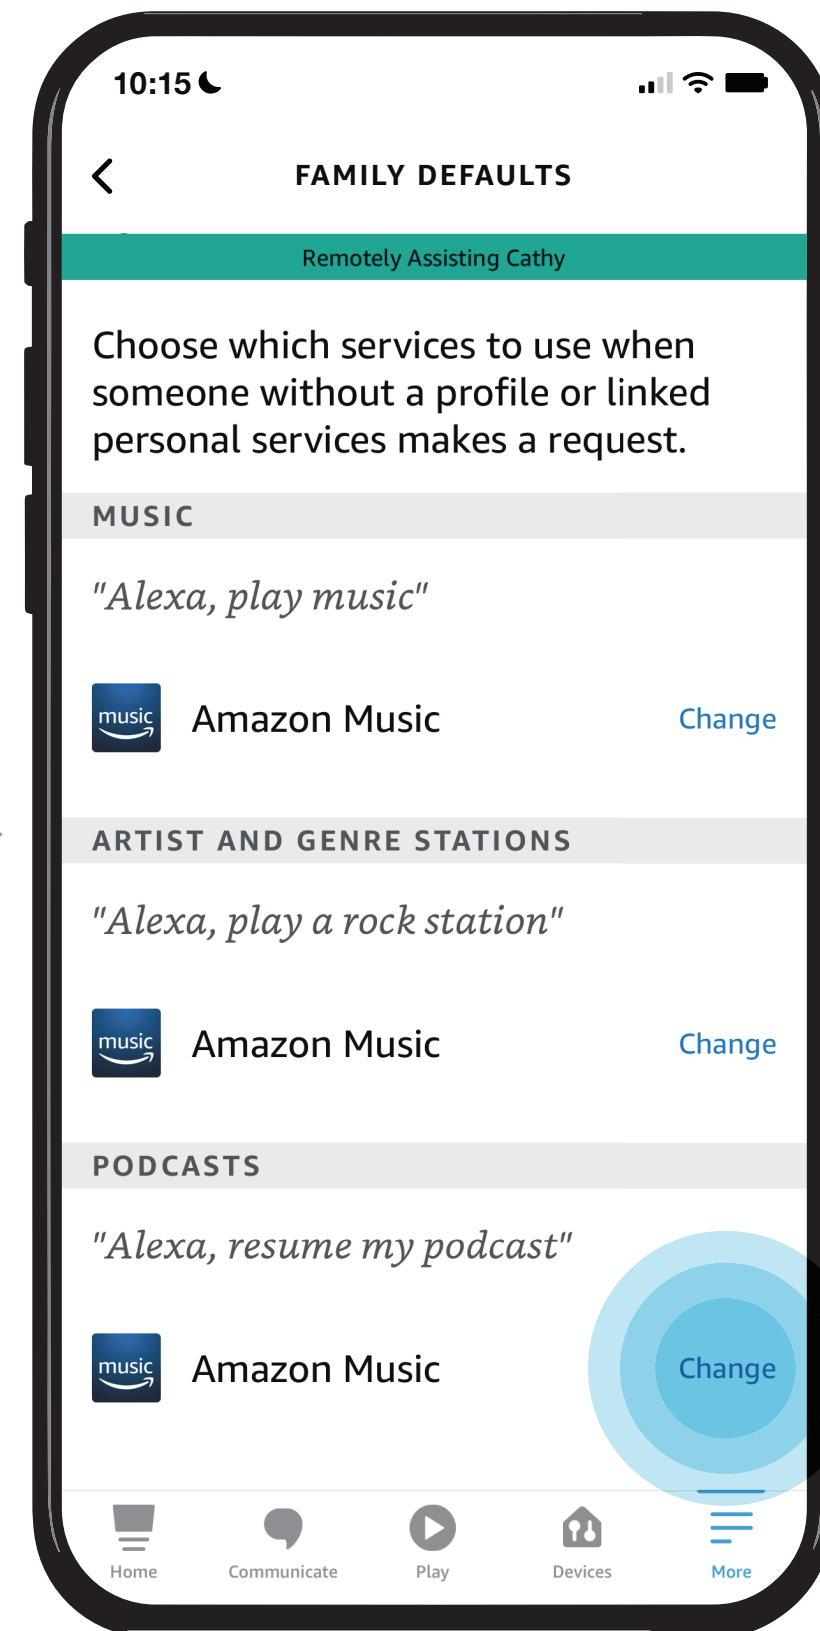 10:15
FAMILY DEFAULTS
Remotely Assisting Cathy
Choose which services to use when
someone without a profile or linked
personal services makes a request.
MUSIC
"Alexa, play music"
music
Amazon Music
Change
ARTIST AND GENRE STATIONS
"Alexa, play a rock station"
music
Amazon Music
Change
PODCASTS
"Alexa, resume my podcast"
music
Amazon Music
Change
Home
Communicate
Play
Devices
More